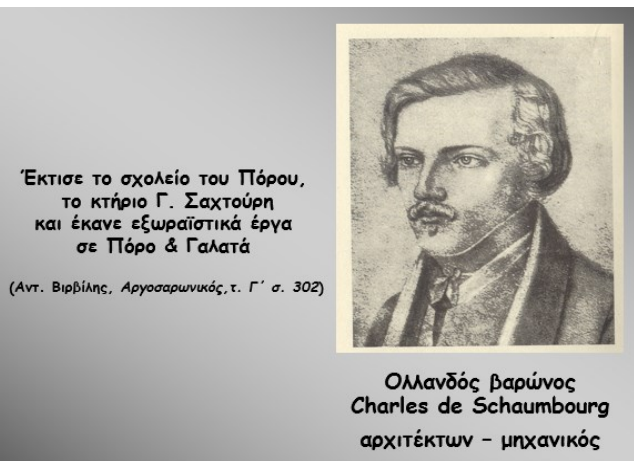 Έκτισε το σχολείο του Πόρου,
το κτήριο Γ. Σαχτούρη
και έκανε εξωραϊστικά έργα
σε Πόρο & Γαλατά
(Αντ. Βιρβίλης, Αργοσαρωνικός,τ. Γ΄ σ. 302)
Ολλανδός βαρώνος
Charles de Schaumbourg
αρχιτέκτων – μηχανικός